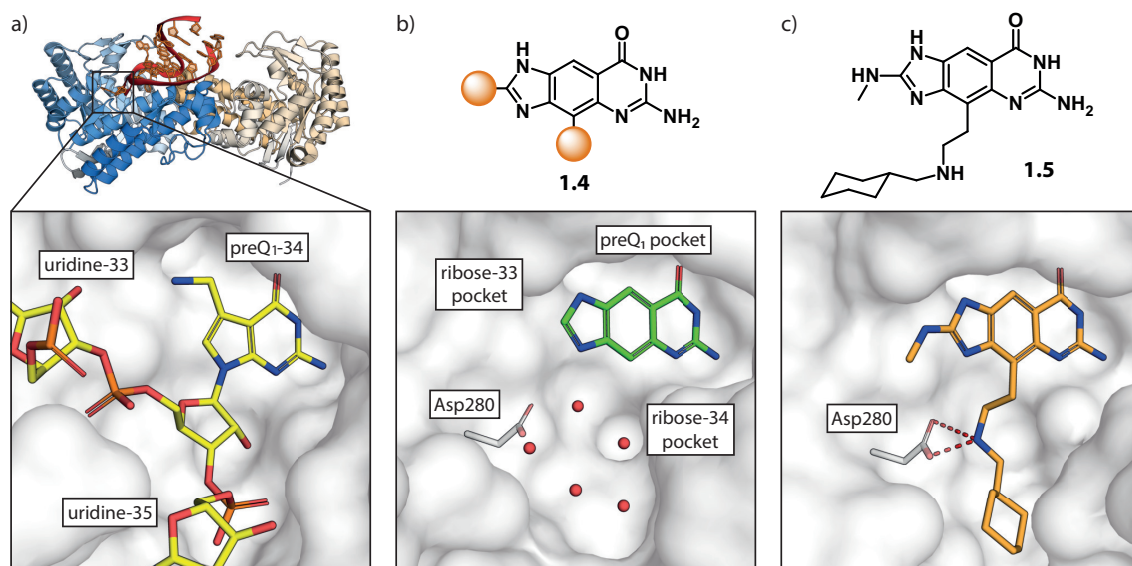 a)
uridine-33
preQ₁-34
uridine-35
b)
H
N
N
O
NH
N
NH₂
1.4
preQ₁ pocket
ribose-33
pocket
Asp280
ribose-34
pocket
c)
H
N
HN
N
O
NH
N
NH₂
NH
1.5
Asp280